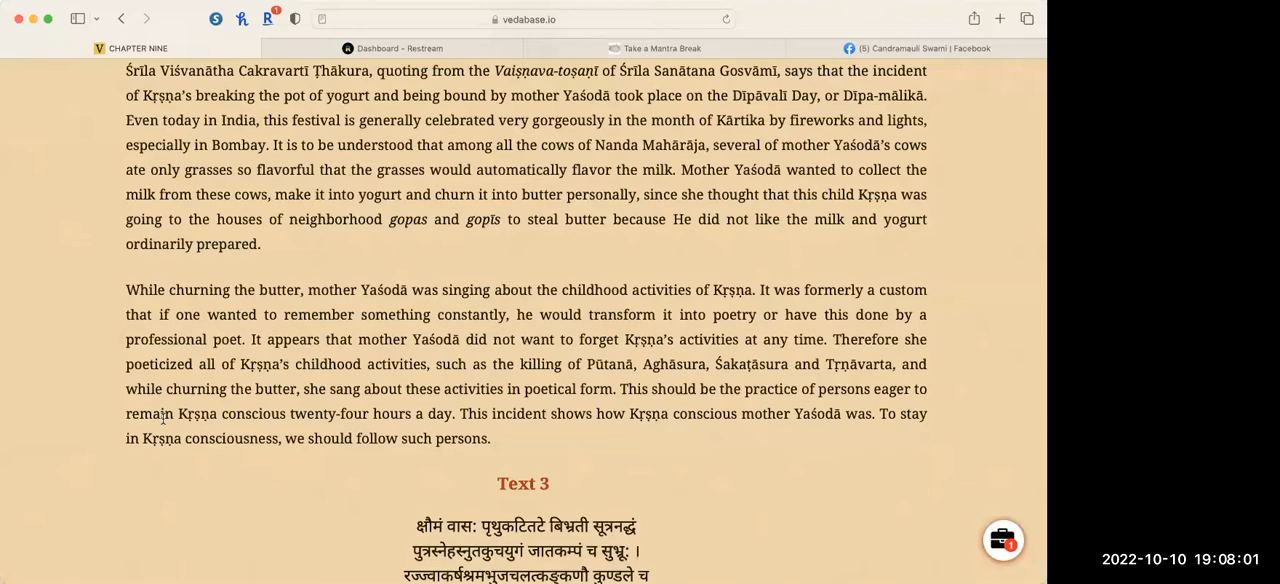 vedabase.io
CHAPTER NINE
Dashboard – Restream
Take a Mantra Break
(5) Candramauli Swami | Facebook
Śrīla Viśvanātha Cakravartī Ṭhākura, quoting from the Vaiṣṇava-toṣaṇī of Śrīla Sanātana Gosvāmī, says that the incident
of Kṛṣṇa’s breaking the pot of yogurt and being bound by mother Yaśodā took place on the Dīpāvalī Day, or Dīpa-mālikā.
Even today in India, this festival is generally celebrated very gorgeously in the month of Kārtika by fireworks and lights,
especially in Bombay. It is to be understood that among all the cows of Nanda Mahārāja, several of mother Yaśodā’s cows
ate only grasses so flavorful that the grasses would automatically flavor the milk. Mother Yaśodā wanted to collect the
milk from these cows, make it into yogurt and churn it into butter personally, since she thought that this child Kṛṣṇa was
going to the houses of neighborhood gopas and gopīs to steal butter because He did not like the milk and yogurt
ordinarily prepared.
While churning the butter, mother Yaśodā was singing about the childhood activities of Kṛṣṇa. It was formerly a custom
that if one wanted to remember something constantly, he would transform it into poetry or have this done by a
professional poet. It appears that mother Yaśodā did not want to forget Kṛṣṇa’s activities at any time. Therefore she
poeticized all of Kṛṣṇa’s childhood activities, such as the killing of Pūtanā, Aghāsura, Śakaṭāsura and Tṛṇāvarta, and
while churning the butter, she sang about these activities in poetical form. This should be the practice of persons eager to
remain Kṛṣṇa conscious twenty-four hours a day. This incident shows how Kṛṣṇa conscious mother Yaśodā was. To stay
in Kṛṣṇa consciousness, we should follow such persons.
Text 3
क्षौमं वास: पृथुकटितटे बिभ्रती सूत्रनद्धं
पुत्रस्नेहस्नुतकुचयुगं जातकम्पं च सुभ्रू: ।
रज्ज्वाकर्षश्रमभुजचलत्कङ्कणौ कुण्डले च
1
2022-10-10 19:08:01